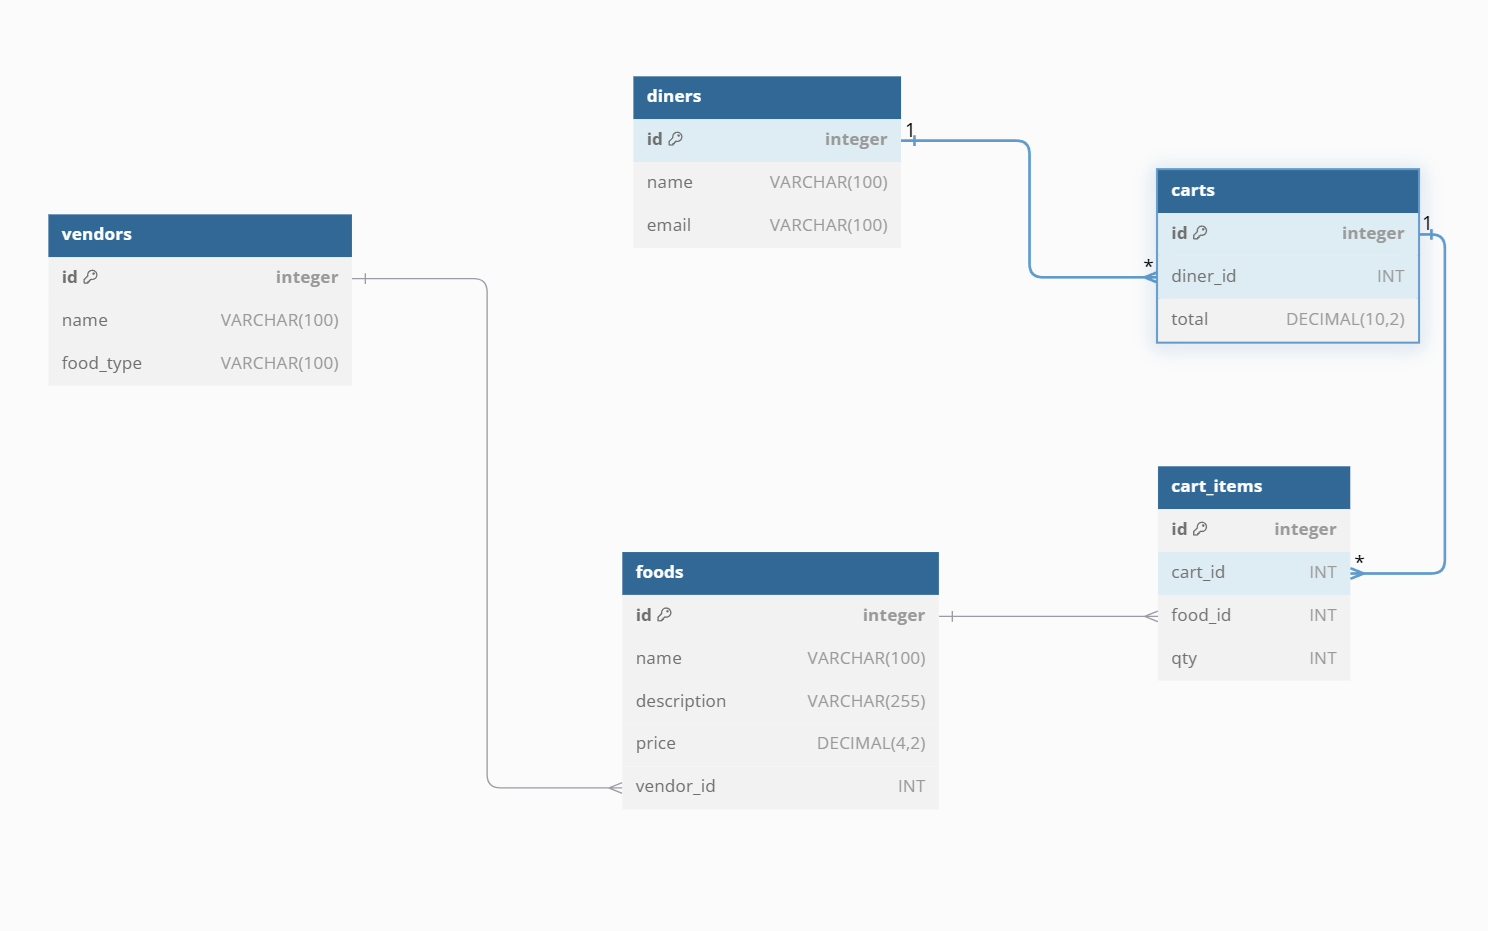 diners
id integer
name VARCHAR(100)
email VARCHAR(100)
1
*
carts
id integer
diner_id INT
total DECIMAL(10,2)
1
*
vendors
id integer
name VARCHAR(100)
food_type VARCHAR(100)
cart_items
id integer
cart_id INT
food_id INT
qty INT
foods
id integer
name VARCHAR(100)
description VARCHAR(255)
price DECIMAL(4,2)
vendor_id INT